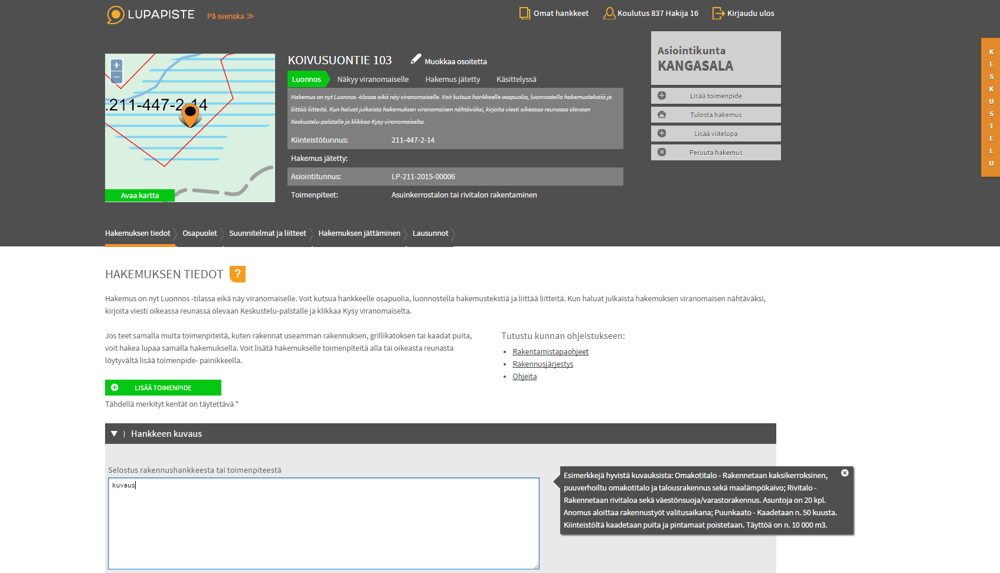 LUPAPISTE
På svenska ≫
Omat hankkeet
Koulutus 837 Hakija 16
Kirjaudu ulos
+
−
.211-447-2-14
Avaa kartta
KOIVUSUONTIE 103
Muokkaa osoitetta
Luonnos
Näkyy viranomaiselle
Hakemus jätetty
Käsittelyssä
Hakemus on nyt Luonnos -tilassa eikä näy viranomaiselle. Voit kutsua hankkeelle osapuolia, luonnostella hakemustekstiä ja
liittää liitteitä. Kun haluat julkaista hakemuksen viranomaisen nähtäväksi, kirjoita viesti oikeassa reunassa olevaan
Keskustelu-palstalle ja klikkaa Kysy viranomaiselta.
Kiinteistötunnus: 211-447-2-14
Hakemus jätetty:
Asiointitunnus: LP-211-2015-00006
Toimenpiteet: Asuinkerrostalon tai rivitalon rakentaminen
Asiointikunta
KANGASALA
Lisää toimenpide
Tulosta hakemus
Lisää viitelupa
Peruuta hakemus
KESKUSTELU
Hakemuksen tiedot
Osapuolet
Suunnitelmat ja liitteet
Hakemuksen jättäminen
Lausunnot
HAKEMUKSEN TIEDOT ?
Hakemus on nyt Luonnos -tilassa eikä näy viranomaiselle. Voit kutsua hankkeelle osapuolia, luonnostella hakemustekstiä ja liittää liitteitä. Kun haluat julkaista hakemuksen viranomaisen nähtäväksi,
kirjoita viesti oikeassa reunassa olevaan Keskustelu-palstalle ja klikkaa Kysy viranomaiselta.
Jos teet samalla muita toimenpiteitä, kuten rakennat useamman rakennuksen, grillikatoksen tai kaadat puita,
voit hakea lupaa samalla hakemuksella. Voit lisätä hakemukselle toimenpiteitä alla tai oikeasta reunasta
löytyvältä lisää toimenpide- painikkeella.
Tutustu kunnan ohjeistukseen:
• Rakentamistapaohjeet
• Rakennusjärjestys
• Ohjeita
LISÄÄ TOIMENPIDE
Tähdellä merkityt kentät on täytettävä *
Hankkeen kuvaus
Selostus rakennushankkeesta tai toimenpiteestä
kuvaus
Esimerkkejä hyvistä kuvauksista: Omakotitalo - Rakennetaan kaksikerroksinen,
puuverhoiltu omakotitalo ja talousrakennus sekä maalämpökaivo; Rivitalo -
Rakennetaan rivitaloa sekä väestönsuoja/varastorakennus. Asuntoja on 20 kpl.
Anomus aloittaa rakennustyöt valitusaikana; Puunkaato - Kaadetaan n. 50 kuusta.
Kiinteistöltä kaadetaan puita ja pintamaat poistetaan. Täyttöä on n. 10 000 m3.